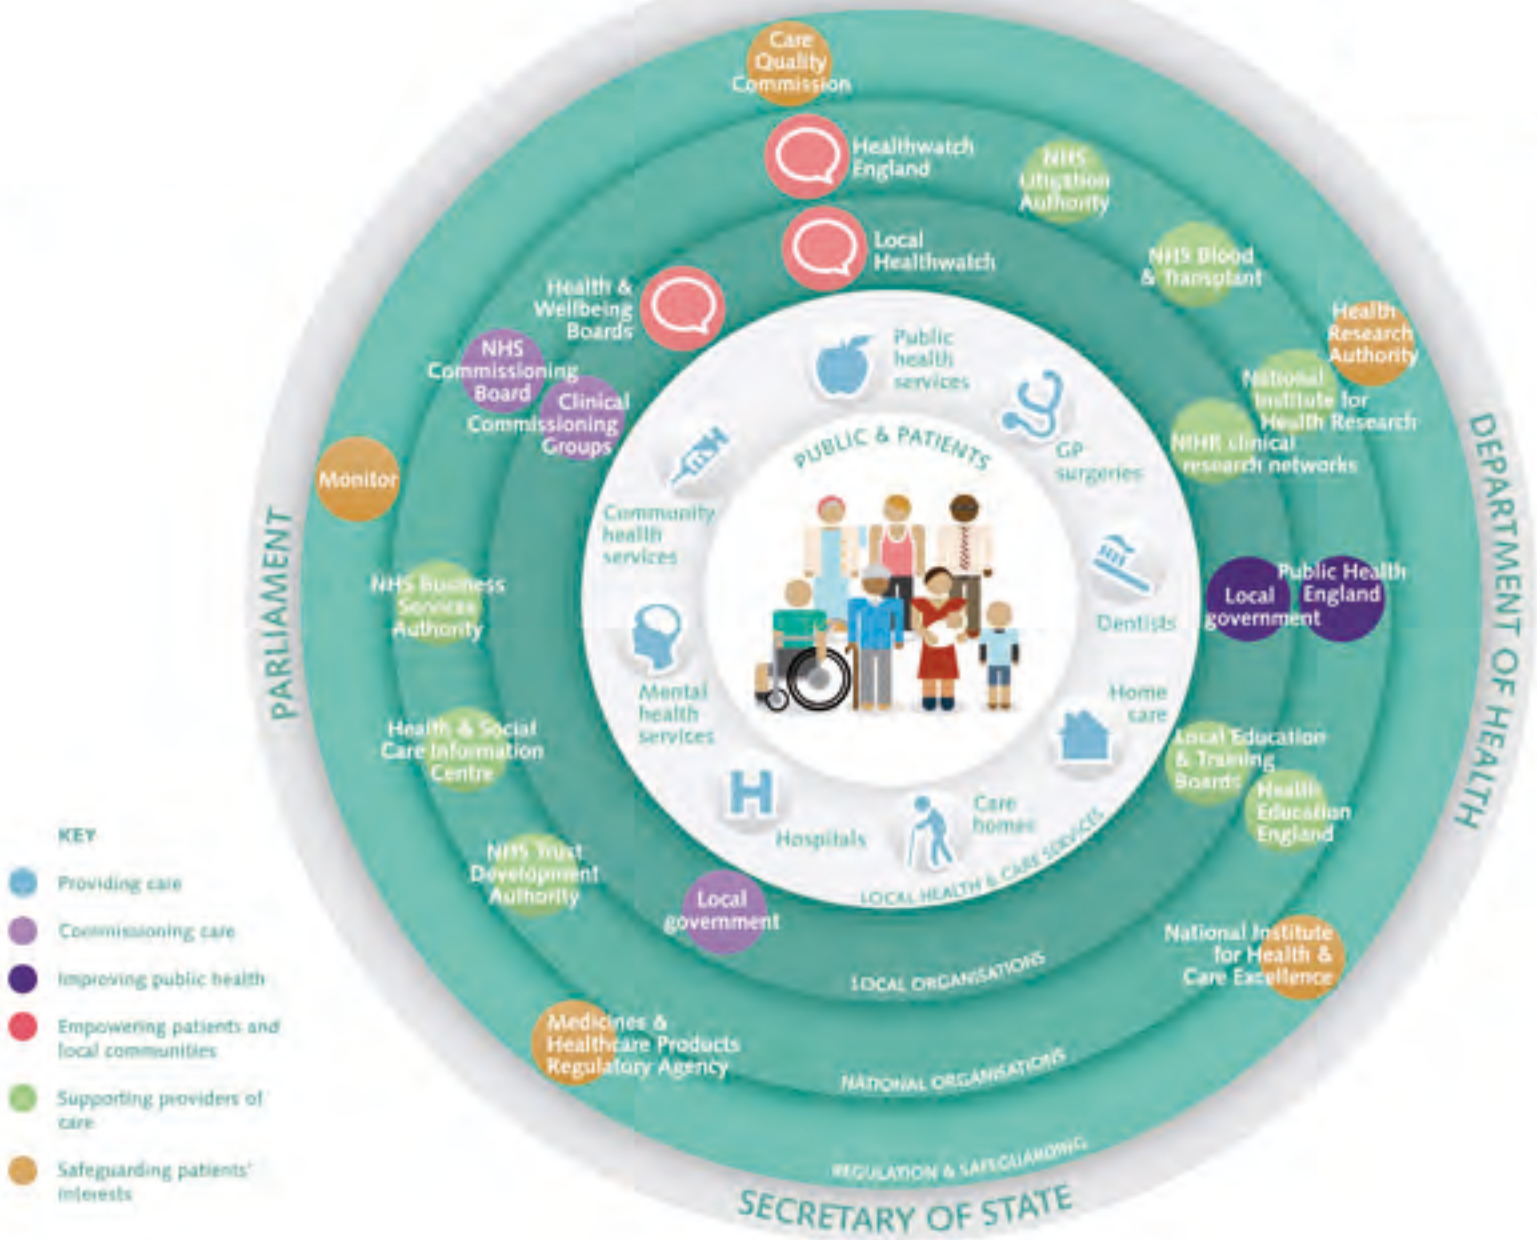 Care
Quality
Commission
Healthwatch
England
NHS
Litigation
Authority
Local
Healthwatch
NHS Blood
& Transplant
Health &
Wellbeing
Boards
Health
Research
Authority
NHS
Commissioning
Board
Clinical
Commissioning
Groups
National
Institute for
Health Research
NIHR clinical
research networks
Monitor
Public
health
services
GP
surgeries
PUBLIC & PATIENTS
Community
health
services
Dentists
Home
care
Mental
health
services
H
Hospitals
Care
homes
LOCAL HEALTH & CARE SERVICES
PARLIAMENT
DEPARTMENT OF HEALTH
NHS Business
Services
Authority
Public Health
England
Local
government
Health & Social
Care Information
Centre
Local Education
& Training
Boards
Health
Education
England
NHS Trust
Development
Authority
Local
government
National Institute
for Health &
Care Excellence
LOCAL ORGANISATIONS
Medicines &
Healthcare Products
Regulatory Agency
NATIONAL ORGANISATIONS
REGULATION & SAFEGUARDING
SECRETARY OF STATE
KEY
Providing care
Commissioning care
Improving public health
Empowering patients and
local communities
Supporting providers of
care
Safeguarding patients'
interests